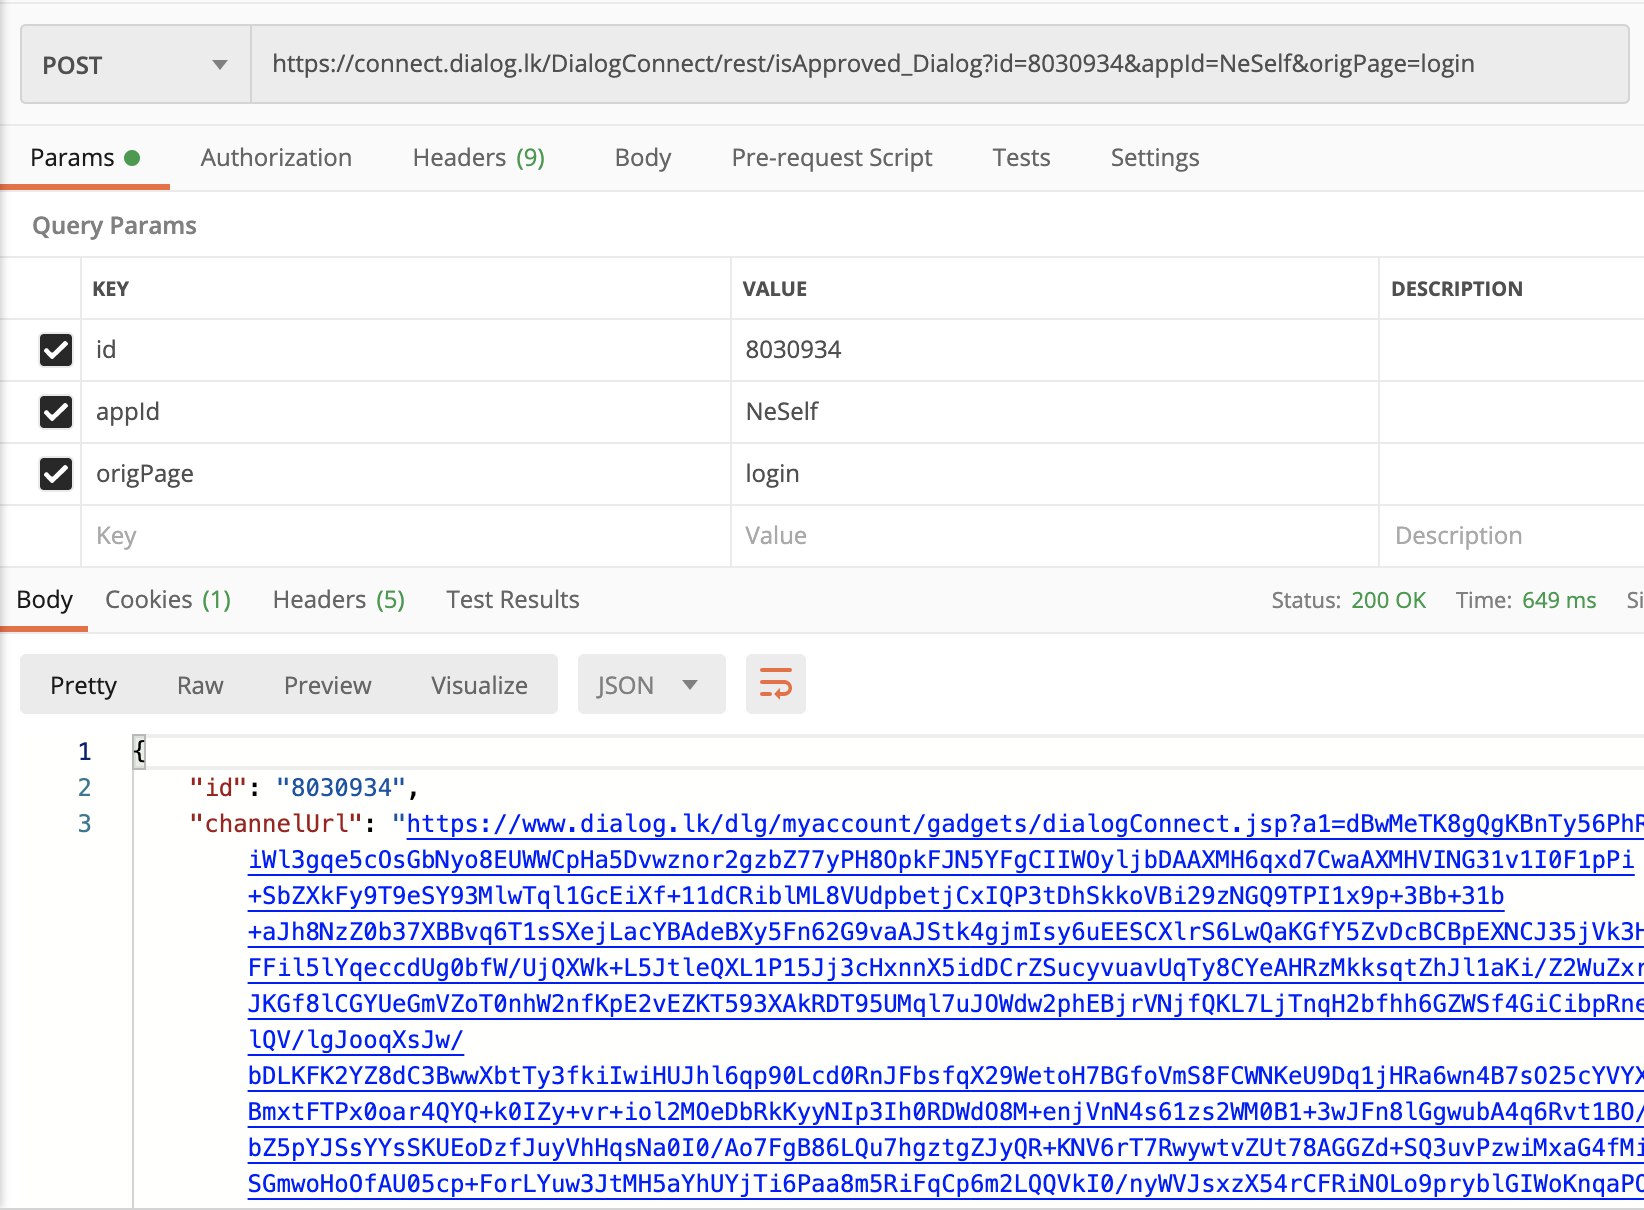 POST https://connect.dialog.lk/DialogConnect/rest/isApproved_Dialog?id=8030934&appId=NeSelf&origPage=login
Params Authorization Headers (9) Body Pre-request Script Tests Settings
Query Params
KEY VALUE DESCRIPTION
id 8030934
appId NeSelf
origPage login
Key Value Description
Body Cookies (1) Headers (5) Test Results Status: 200 OK Time: 649 ms Si
Pretty Raw Preview Visualize JSON
1 {
2 "id": "8030934",
3 "channelUrl": "https://www.dialog.lk/dlg/myaccount/gadgets/dialogConnect.jsp?a1=dBwMeTK8gQgKBnTy56PhR
iWl3gqe5cOsGbNyo8EUWWCpHa5Dvwznor2gzbZ77yPH8OpkFJN5YFgCIIWOyljbDAAXMH6qxd7CwaAXMHVING31v1I0F1pPi
+SbZXkFy9T9eSY93MlwTql1GcEiXf+11dCRiblML8VUdpbetjCxIQP3tDhSkkoVBi29zNGQ9TPI1x9p+3Bb+31b
+aJh8NzZ0b37XBBvq6T1sSXejLacYBAdeBXy5Fn62G9vaAJStk4gjmIsy6uEESCXlrS6LwQaKGfY5ZvDcBCBpEXNCJ35jVk3H
FFil5lYqeccdUg0bfW/UjQXWk+L5JtleQXL1P15Jj3cHxnnX5idDCrZSucyvuavUqTy8CYeAHRzMkksqtZhJl1aKi/Z2WuZxr
JKGf8lCGYUeGmVZoT0nhW2nfKpE2vEZKT593XAkRDT95UMql7uJOWdw2phEBjrVNjfQKL7LjTnqH2bfhh6GZWSf4GiCibpRne
lQV/lgJooqXsJw/
bDLKFK2YZ8dC3BwwXbtTy3fkiIwiHUJhl6qp90Lcd0RnJFbsfqX29WetoH7BGfoVmS8FCWNKeU9Dq1jHRa6wn4B7sO25cYVYX
BmxtFTPx0oar4QYQ+k0IZy+vr+iol2MOeDbRkKyyNIp3Ih0RDWdO8M+enjVnN4s61zs2WM0B1+3wJFn8lGgwubA4q6Rvt1BO/
bZ5pYJSsYYsSKUEoDzfJuyVhHqsNa0I0/Ao7FgB86LQu7hgztgZJyQR+KNV6rT7RwywtvZUt78AGGZd+SQ3uvPzwiMxaG4fMi
SGmwoHoOfAU05cp+ForLYuw3JtMH5aYhUYjTi6Paa8m5RiFqCp6m2LQQVkI0/nyWVJsxzX54rCFRiNOLo9pryblGIWoKnqaPC